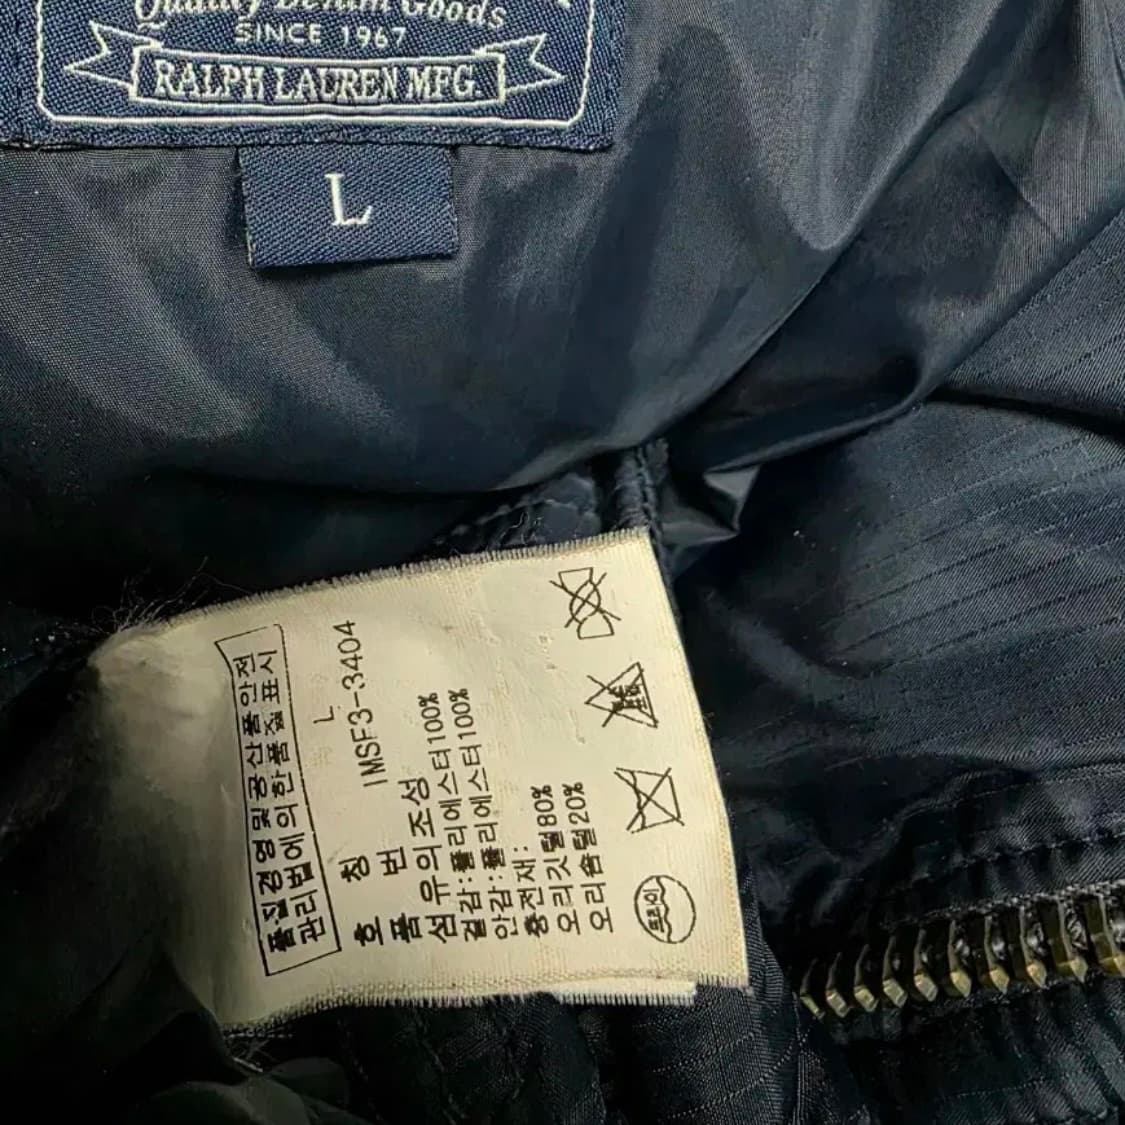 Quality Denim Goods
SINCE 1967
RALPH LAUREN MFG.
L
품질경영 및 공산품 안전
관리법에 의한 품질표시
호 칭 L
품 번 IMSF3-3404
섬유의 조성
겉감:폴리에스터100%
안감:폴리에스터100%
충전재:
오리깃털80%
오리솜털20%
드라이